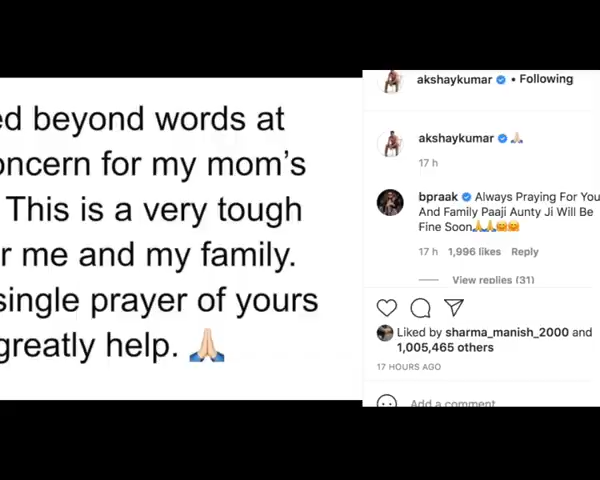 ed beyond words at
oncern for my mom's
This is a very tough
r me and my family.
single prayer of yours
greatly help. 🙏🏻
akshaykumar • Following
akshaykumar 🙏🏻
17 h
bpraak Always Praying For You
And Family Paaji Aunty Ji Will Be
Fine Soon🙏🙏🤗🤗
17 h 1,996 likes Reply
View replies (31)
Liked by sharma_manish_2000 and
1,005,465 others
17 HOURS AGO
Add a comment